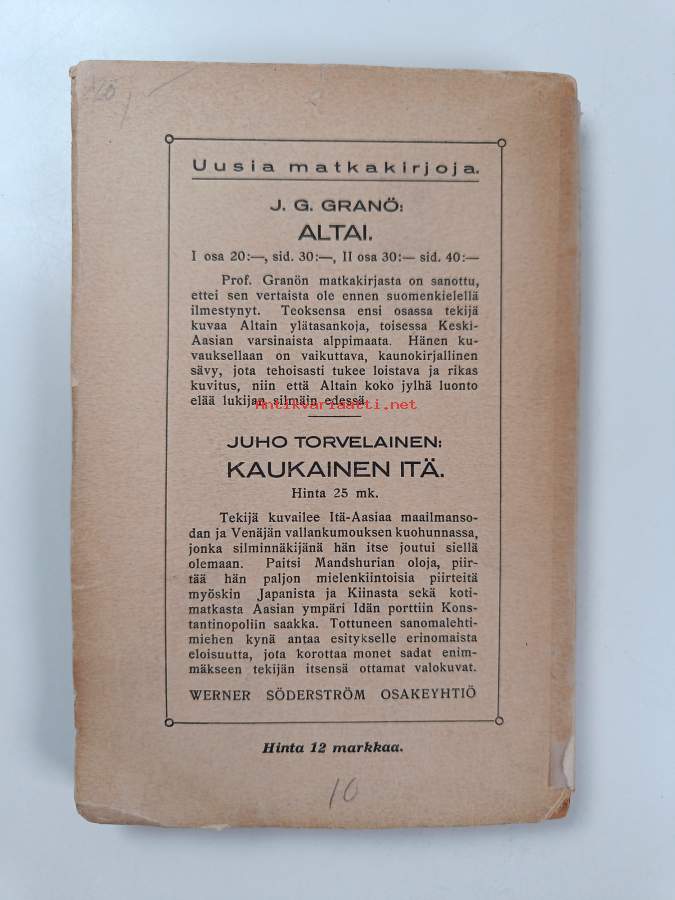 Uusia matkakirjoja.
J. G. GRANÖ:
ALTAI.
I osa 20:—, sid. 30:—, II osa 30:— sid. 40:—
Prof. Granön matkakirjasta on sanottu,
ettei sen vertaista ole ennen suomenkielellä
ilmestynyt. Teoksensa ensi osassa tekijä
kuvaa Altain ylätasankoja, toisessa Keski-
Aasian varsinaista alppimaata. Hänen ku-
vauksellaan on vaikuttava, kaunokirjallinen
sävy, jota tehoisasti tukee loistava ja rikas
kuvitus, niin että Altain koko jylhä luonto
elää lukijan silmäin edessä
Antikvariaatti.net
JUHO TORVELAINEN:
KAUKAINEN ITÄ.
Hinta 25 mk.
Tekijä kuvailee Itä-Aasiaa maailmanso-
dan ja Venäjän vallankumouksen kuohunnassa,
jonka silminnäkijänä hän itse joutui siellä
olemaan. Paitsi Mandshurian oloja, piir-
tää hän paljon mielenkiintoisia piirteitä
myöskin Japanista ja Kiinasta sekä koti-
matkasta Aasian ympäri Idän porttiin Kons-
tantinopoliin saakka. Tottuneen sanomalehti-
miehen kynä antaa esitykselle erinomaista
eloisuutta, jota korottaa monet sadat enim-
mäkseen tekijän itsensä ottamat valokuvat.
WERNER SÖDERSTRÖM OSAKEYHTIÖ
Hinta 12 markkaa.
10